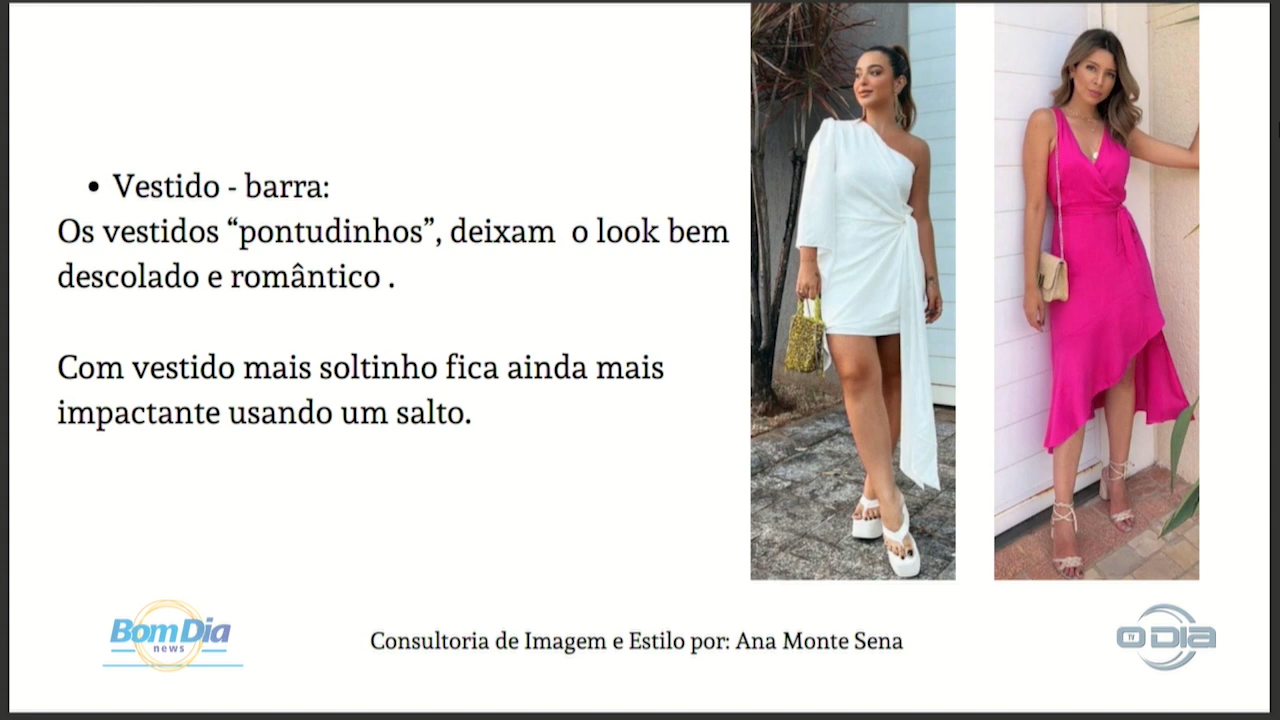 • Vestido - barra:
Os vestidos “pontudinhos”, deixam o look bem
descolado e romântico .
Com vestido mais soltinho fica ainda mais
impactante usando um salto.
Bom Dia
news
Consultoria de Imagem e Estilo por: Ana Monte Sena
TV O DIA